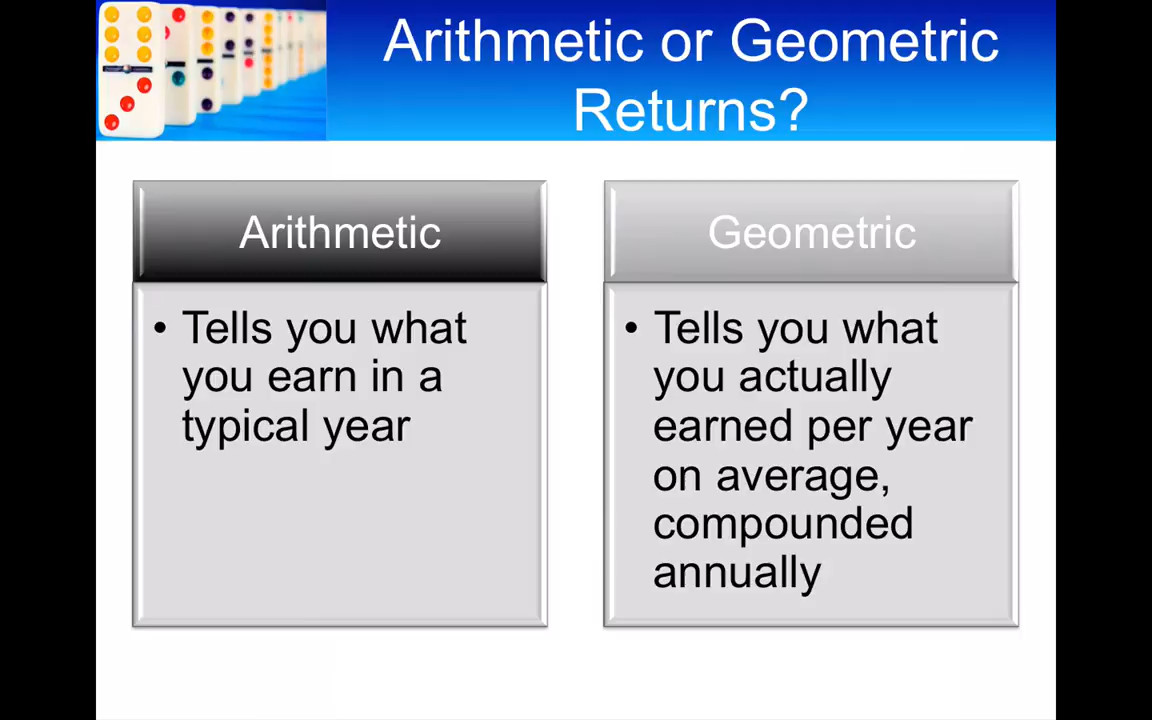 Arithmetic or Geometric
Returns?
Arithmetic
• Tells you what
you earn in a
typical year
Geometric
• Tells you what
you actually
earned per year
on average,
compounded
annually